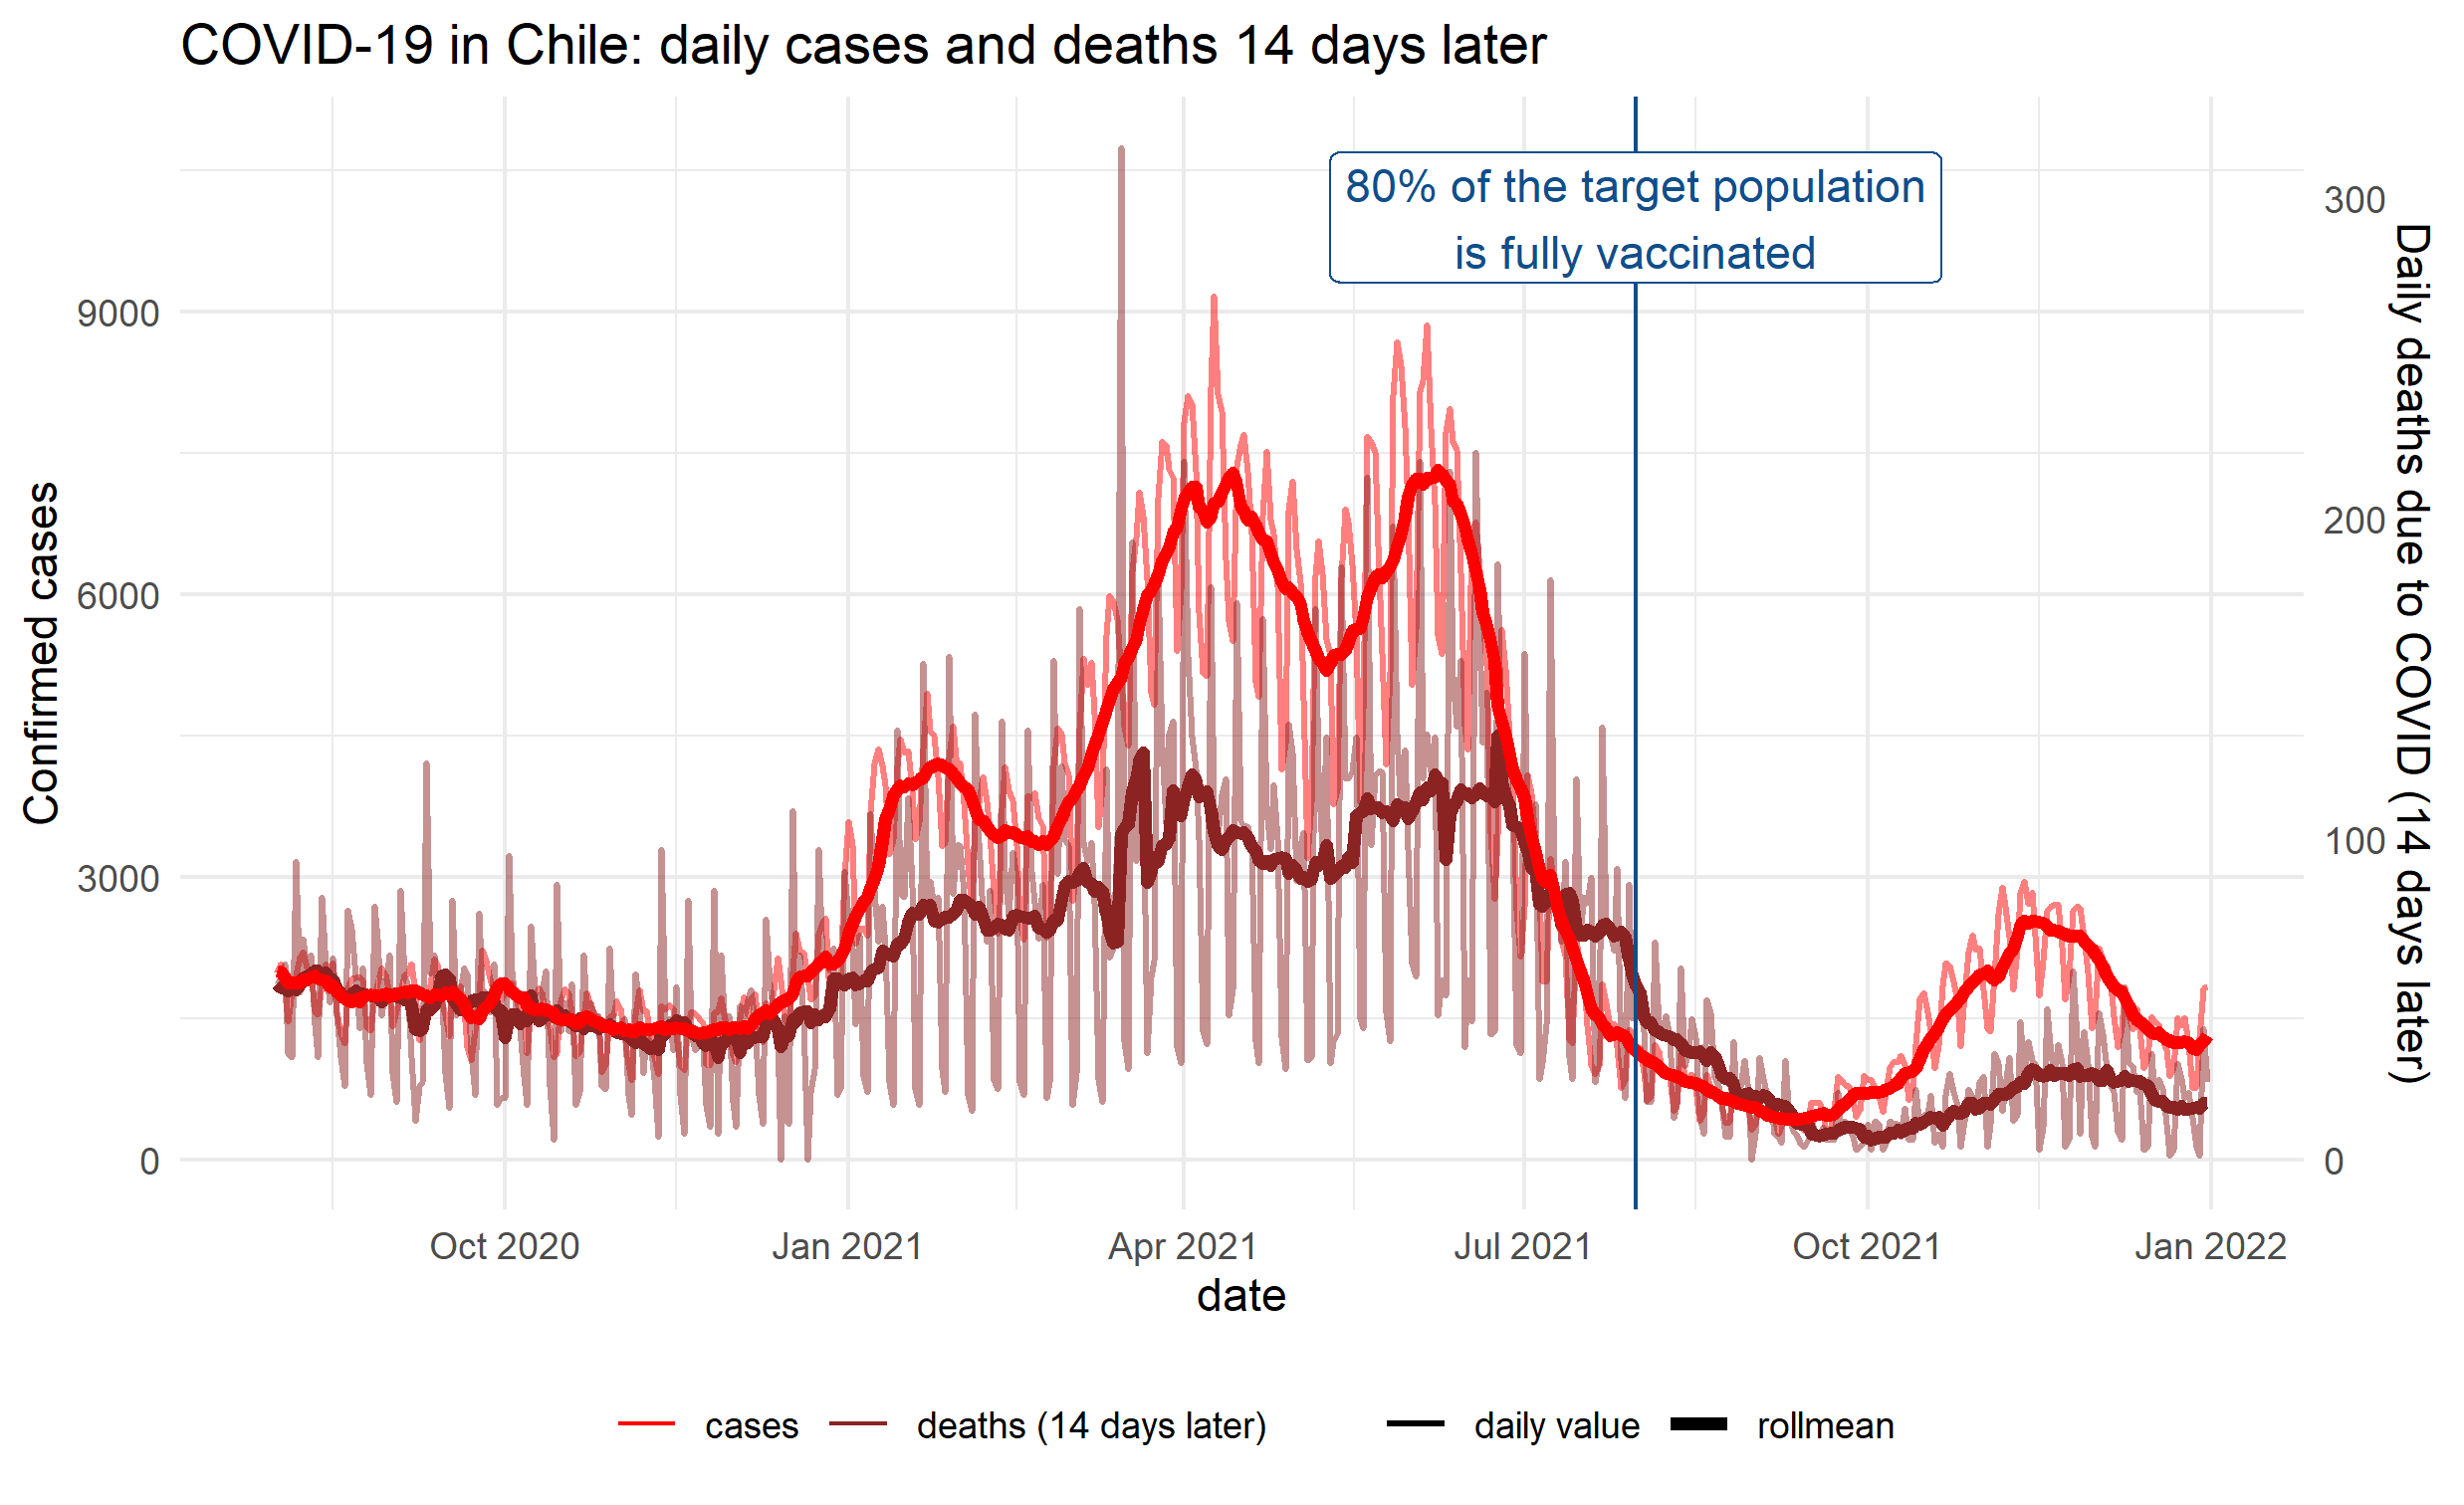 COVID-19 in Chile: daily cases and deaths 14 days later
80% of the target population
is fully vaccinated
Confirmed cases
9000
6000
3000
0
300
200
100
0
Daily deaths due to COVID (14 days later)
Oct 2020
Jan 2021
Apr 2021
Jul 2021
Oct 2021
Jan 2022
date
cases
deaths (14 days later)
daily value
rollmean